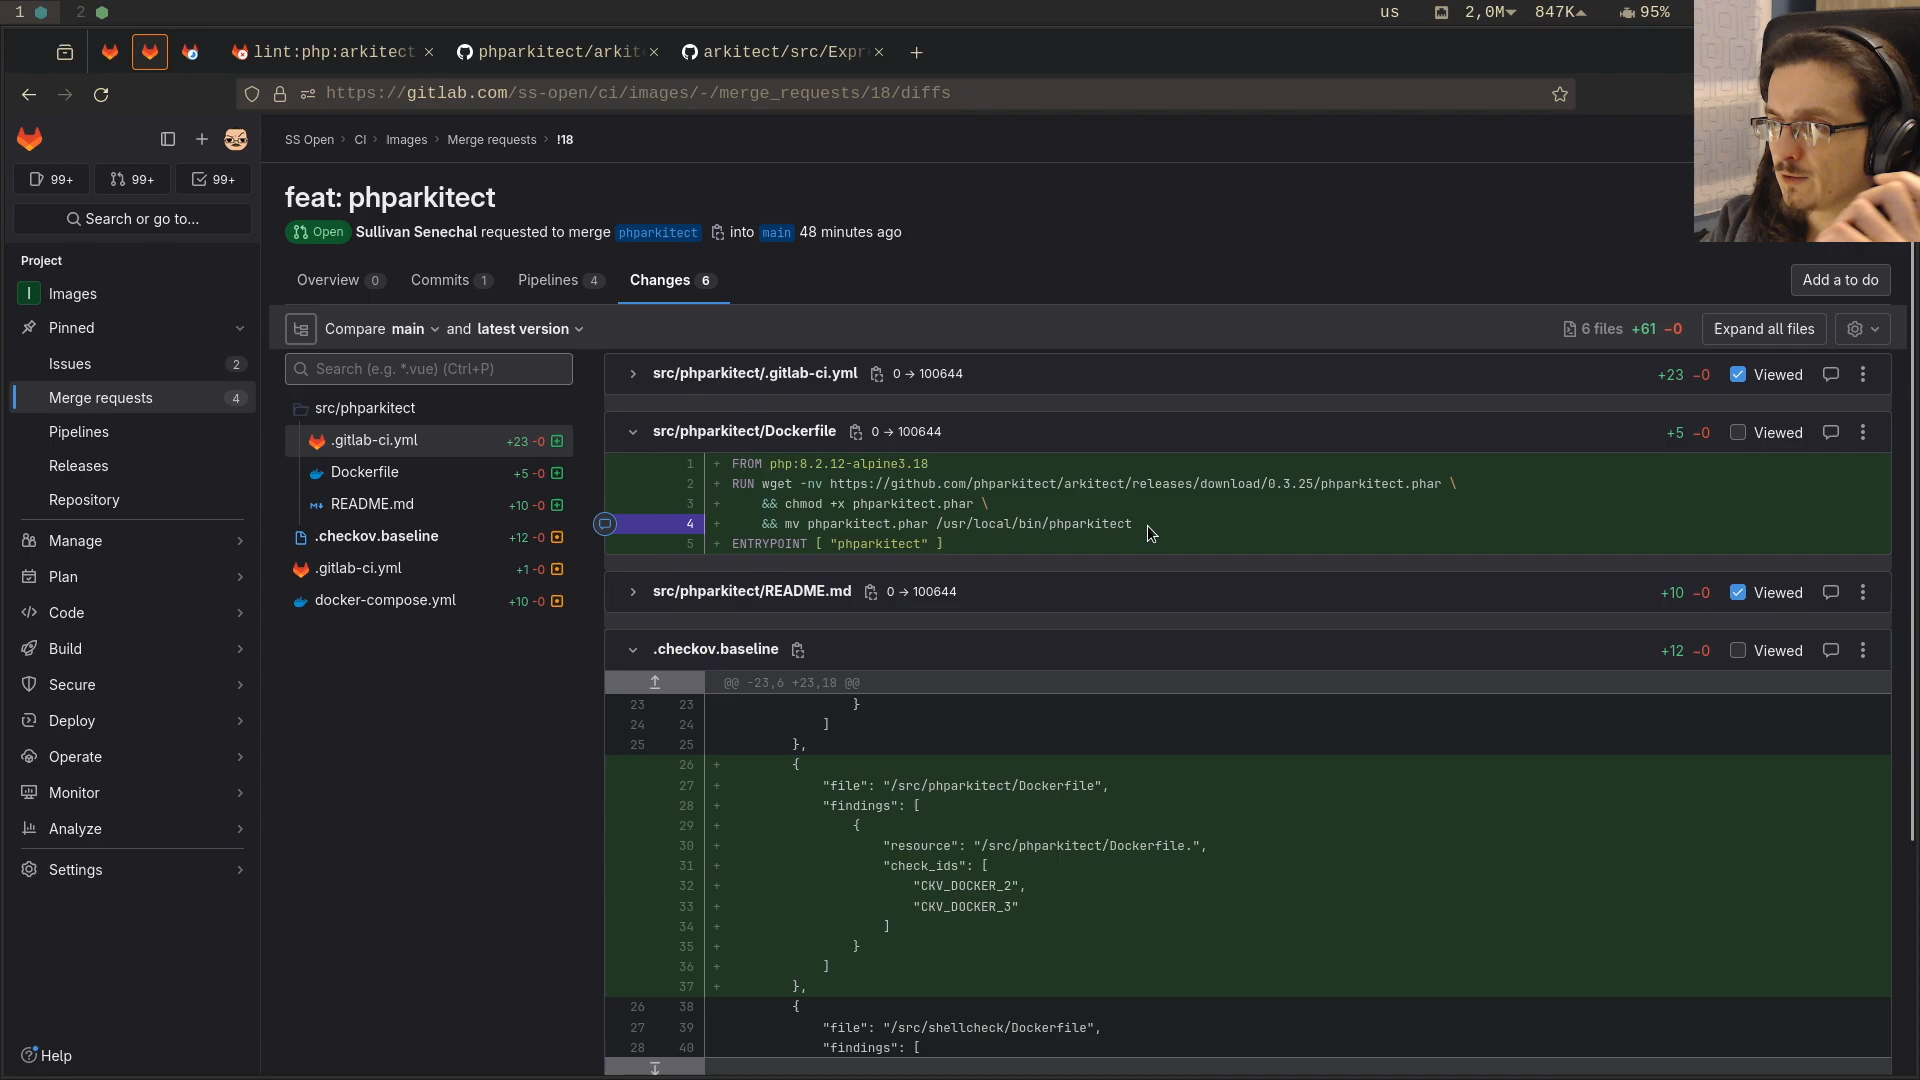 1
2
us
2,0M
847K
95%
lint:php:arkitect
phparkitect/arkit
arkitect/src/Expr
https://gitlab.com/ss-open/ci/images/-/merge_requests/18/diffs
SS Open
CI
Images
Merge requests
!18
99+
99+
99+
Search or go to...
feat: phparkitect
Open
Sullivan Senechal requested to merge phparkitect into main 48 minutes ago
Overview 0
Commits 1
Pipelines 4
Changes 6
Add a to do
Project
I Images
Pinned
Issues 2
Merge requests 4
Pipelines
Releases
Repository
Manage
Plan
Code
Build
Secure
Deploy
Operate
Monitor
Analyze
Settings
Help
Compare main and latest version
6 files +61 −0
Expand all files
Search (e.g. *.vue) (Ctrl+P)
src/phparkitect
.gitlab-ci.yml +23 -0
Dockerfile +5 -0
README.md +10 -0
.checkov.baseline +12 -0
.gitlab-ci.yml +1 -0
docker-compose.yml +10 -0
src/phparkitect/.gitlab-ci.yml 0 → 100644 +23 −0 Viewed
src/phparkitect/Dockerfile 0 → 100644 +5 −0 Viewed
1 + FROM php:8.2.12-alpine3.18
2 + RUN wget -nv https://github.com/phparkitect/arkitect/releases/download/0.3.25/phparkitect.phar \
3 + && chmod +x phparkitect.phar \
4 + && mv phparkitect.phar /usr/local/bin/phparkitect
5 + ENTRYPOINT [ "phparkitect" ]
src/phparkitect/README.md 0 → 100644 +10 −0 Viewed
.checkov.baseline +12 −0 Viewed
@@ -23,6 +23,18 @@
23 23 }
24 24 ]
25 25 },
26 + {
27 + "file": "/src/phparkitect/Dockerfile",
28 + "findings": [
29 + {
30 + "resource": "/src/phparkitect/Dockerfile.",
31 + "check_ids": [
32 + "CKV_DOCKER_2",
33 + "CKV_DOCKER_3"
34 + ]
35 + }
36 + ]
37 + },
26 38 {
27 39 "file": "/src/shellcheck/Dockerfile",
28 40 "findings": [